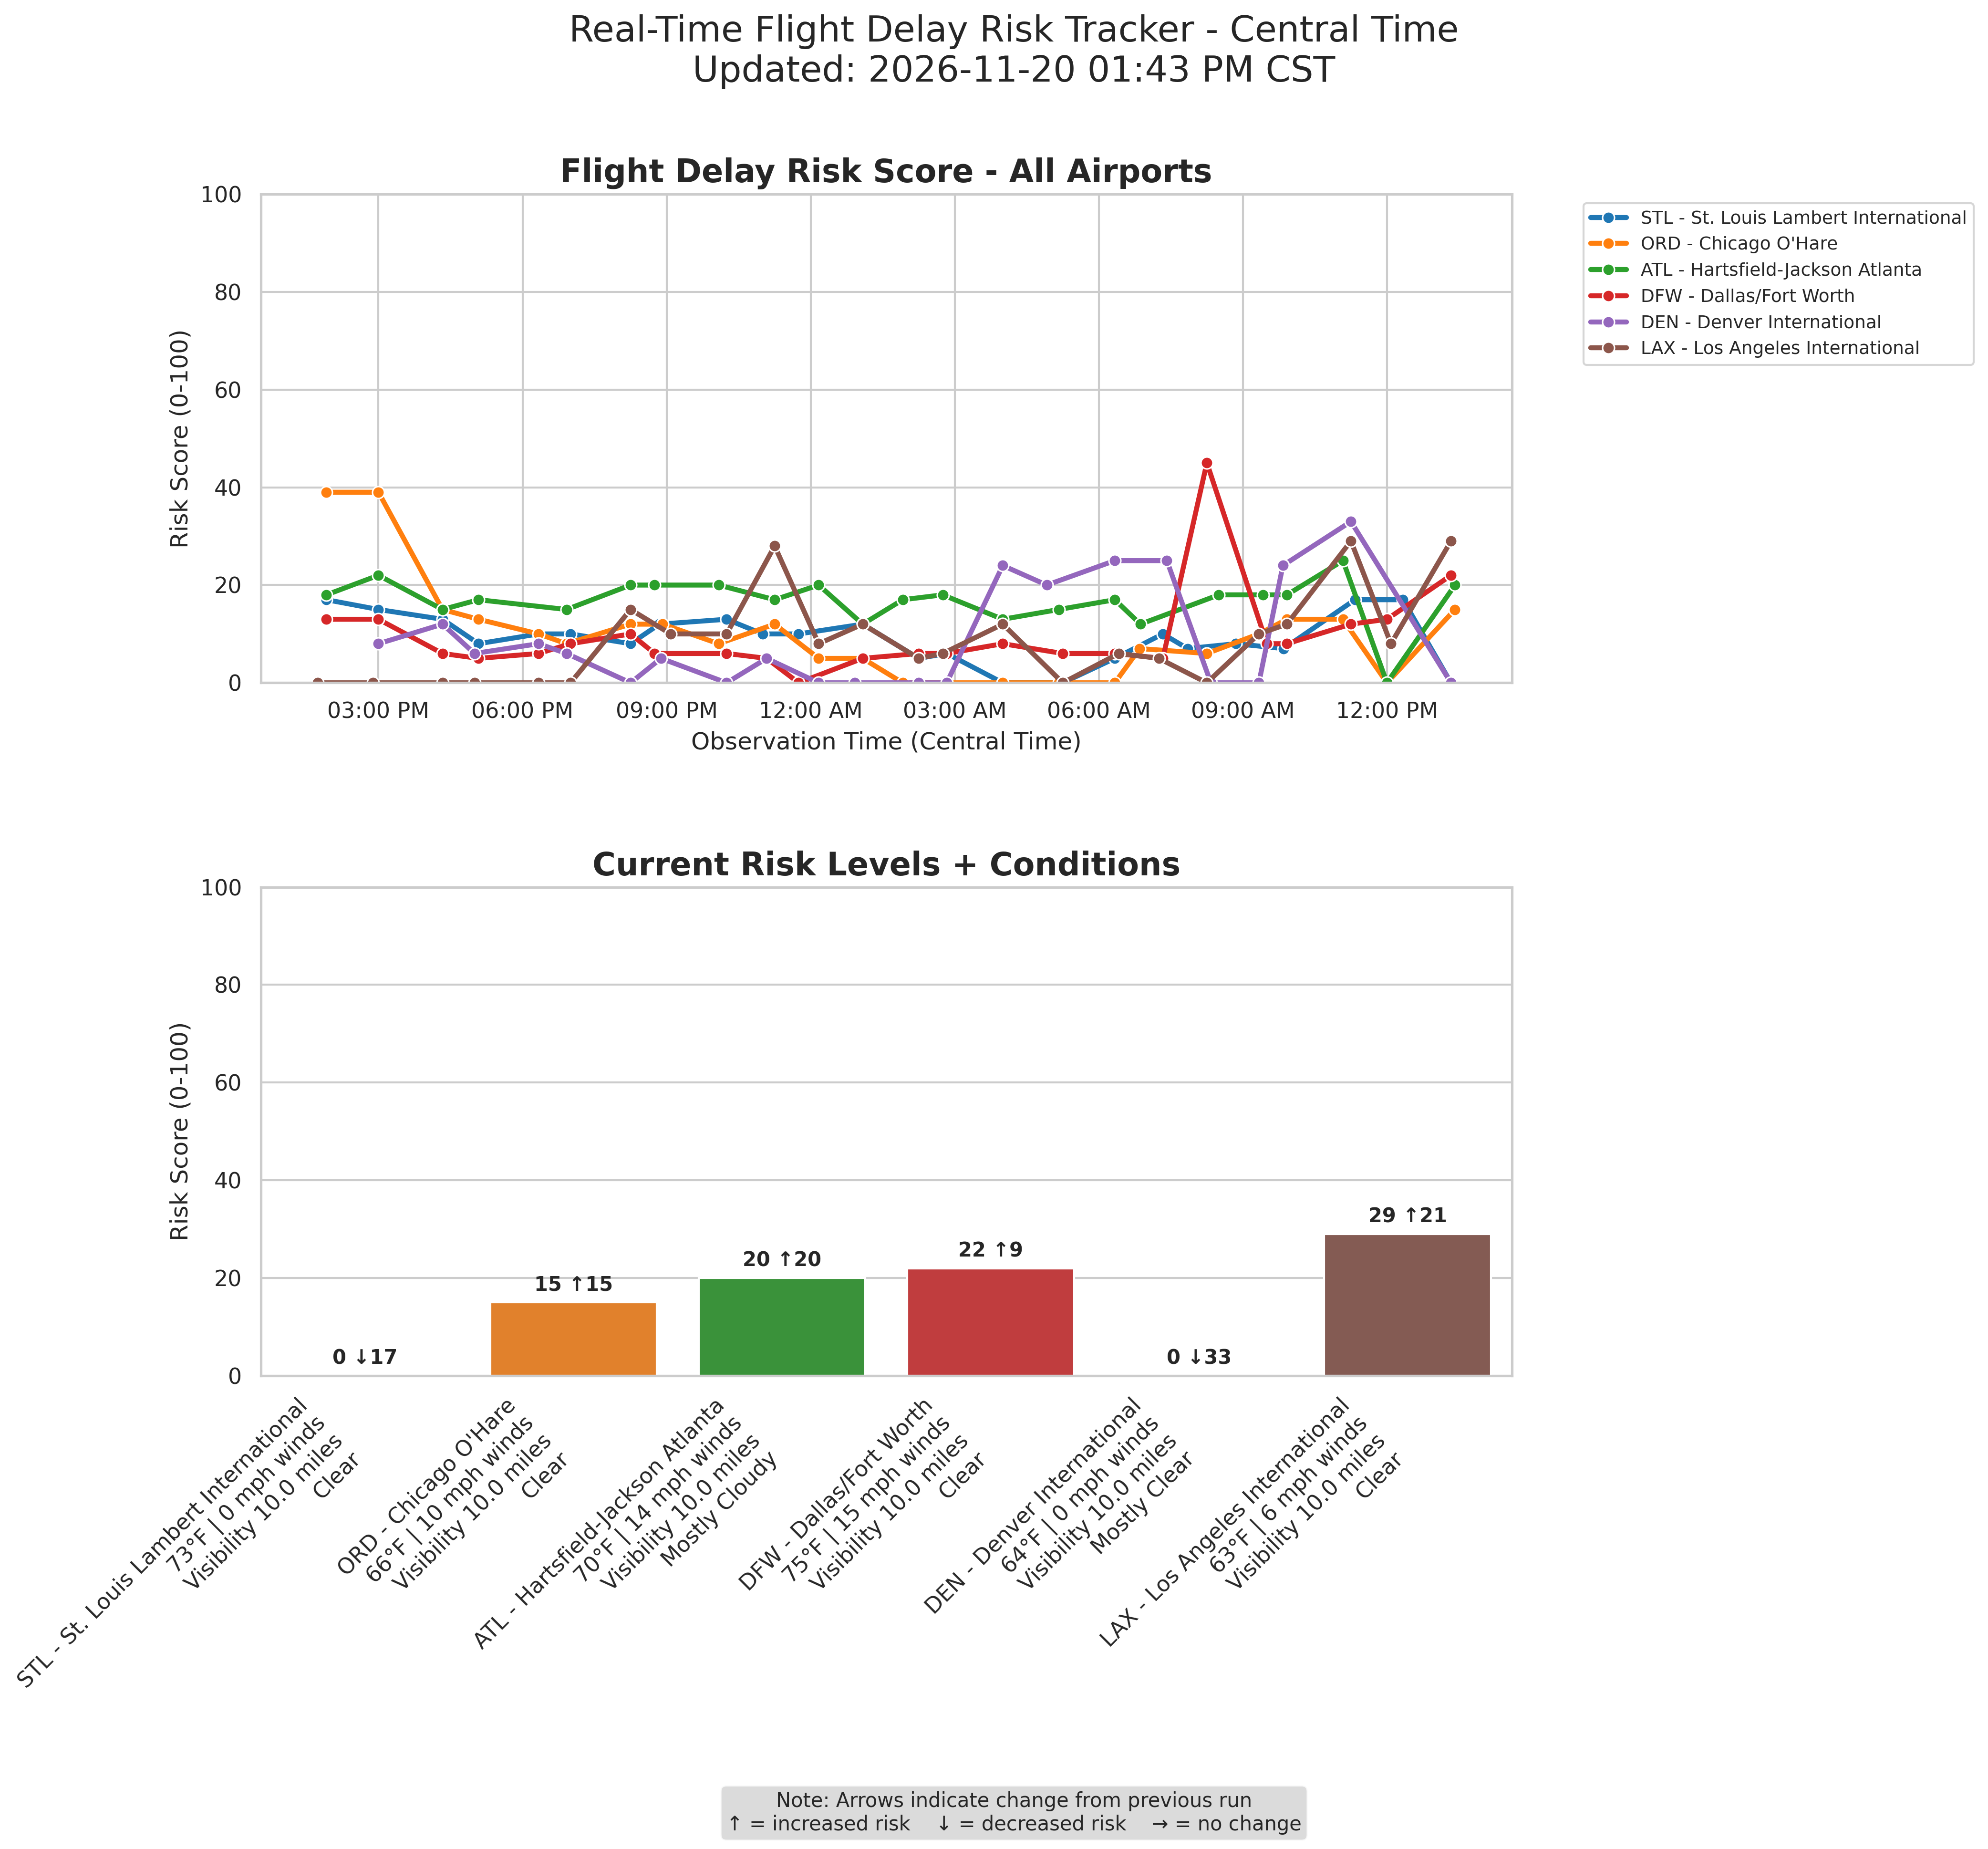 Real-Time Flight Delay Risk Tracker - Central Time
Updated: 2026-11-20 01:43 PM CST
Flight Delay Risk Score - All Airports
100
80
60
40
20
0
Risk Score (0-100)
03:00 PM
06:00 PM
09:00 PM
12:00 AM
03:00 AM
06:00 AM
09:00 AM
12:00 PM
Observation Time (Central Time)
STL - St. Louis Lambert International
ORD - Chicago O'Hare
ATL - Hartsfield-Jackson Atlanta
DFW - Dallas/Fort Worth
DEN - Denver International
LAX - Los Angeles International
Current Risk Levels + Conditions
100
80
60
40
20
0
Risk Score (0-100)
0 ↓17
15 ↑15
20 ↑20
22 ↑9
0 ↓33
29 ↑21
STL - St. Louis Lambert International
73°F | 0 mph winds
Visibility 10.0 miles
Clear
ORD - Chicago O'Hare
66°F | 10 mph winds
Visibility 10.0 miles
Clear
ATL - Hartsfield-Jackson Atlanta
70°F | 14 mph winds
Visibility 10.0 miles
Mostly Cloudy
DFW - Dallas/Fort Worth
75°F | 15 mph winds
Visibility 10.0 miles
Clear
DEN - Denver International
64°F | 0 mph winds
Visibility 10.0 miles
Mostly Clear
LAX - Los Angeles International
63°F | 6 mph winds
Visibility 10.0 miles
Clear
Note: Arrows indicate change from previous run
↑ = increased risk ↓ = decreased risk → = no change